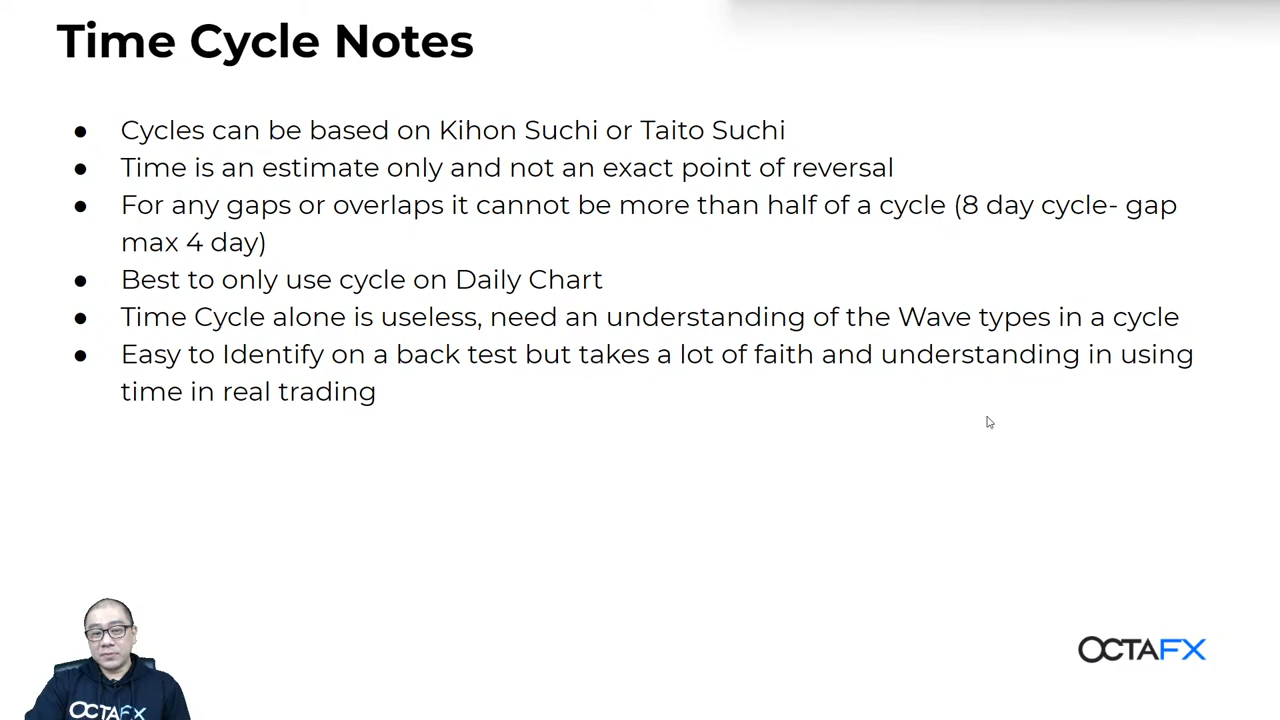 Time Cycle Notes
● Cycles can be based on Kihon Suchi or Taito Suchi
● Time is an estimate only and not an exact point of reversal
● For any gaps or overlaps it cannot be more than half of a cycle (8 day cycle- gap
max 4 day)
● Best to only use cycle on Daily Chart
● Time Cycle alone is useless, need an understanding of the Wave types in a cycle
● Easy to Identify on a back test but takes a lot of faith and understanding in using
time in real trading
OCTAFX
OCTAFX